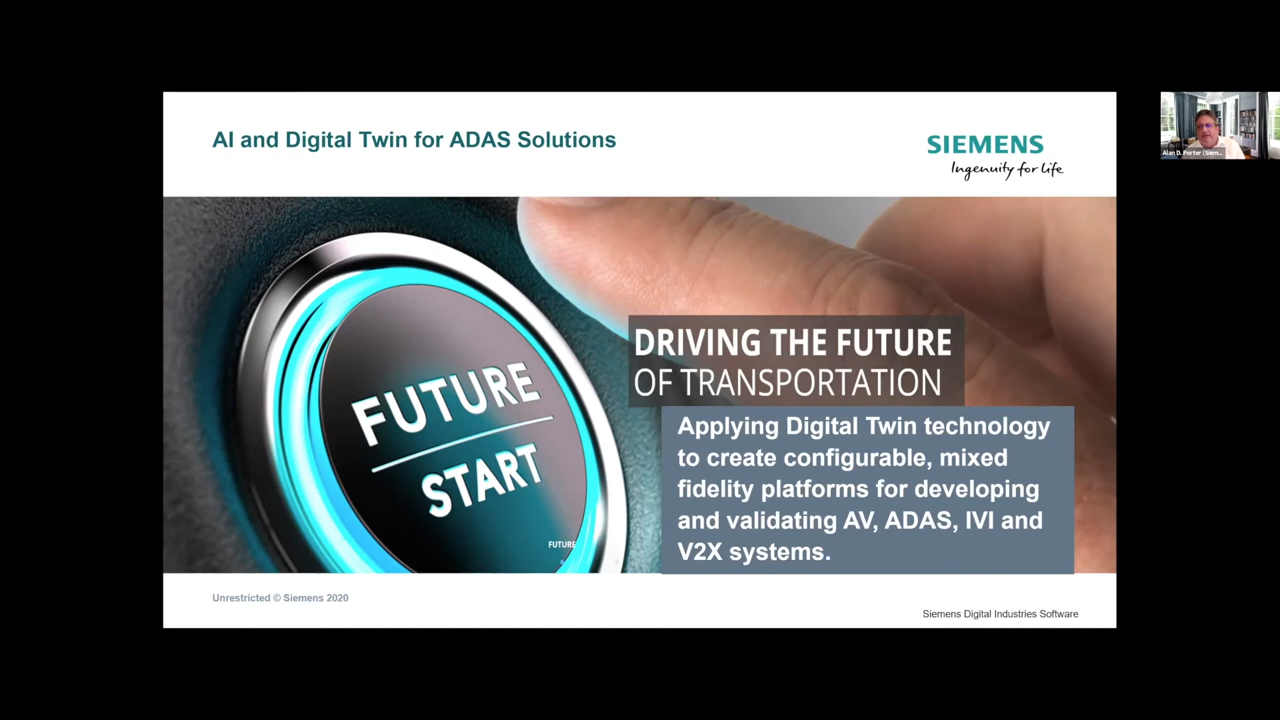 AI and Digital Twin for ADAS Solutions
SIEMENS
Ingenuity for life
Alan D. Porter (Siem...
FUTURE
START
FUTURE
DRIVING THE FUTURE
OF TRANSPORTATION
Applying Digital Twin technology
to create configurable, mixed
fidelity platforms for developing
and validating AV, ADAS, IVI and
V2X systems.
Unrestricted © Siemens 2020
Siemens Digital Industries Software